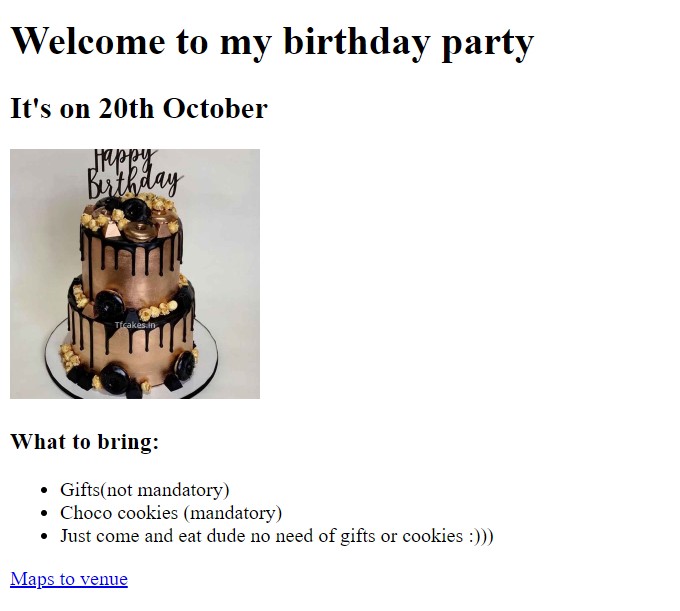 Welcome to my birthday party
It's on 20th October
Happy
Birthday
Tfcakes.in
What to bring:
Gifts(not mandatory)
Choco cookies (mandatory)
Just come and eat dude no need of gifts or cookies :)))
Maps to venue